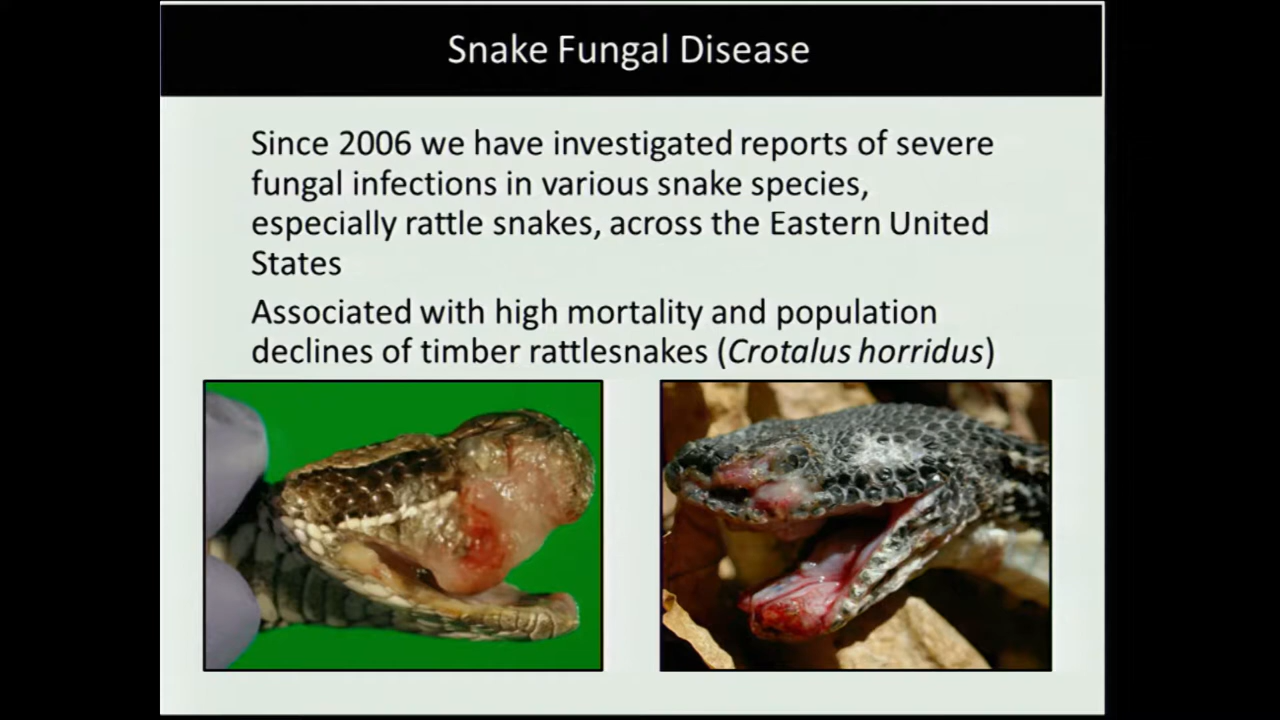 Snake Fungal Disease
Since 2006 we have investigated reports of severe
fungal infections in various snake species,
especially rattle snakes, across the Eastern United
States
Associated with high mortality and population
declines of timber rattlesnakes (Crotalus horridus)